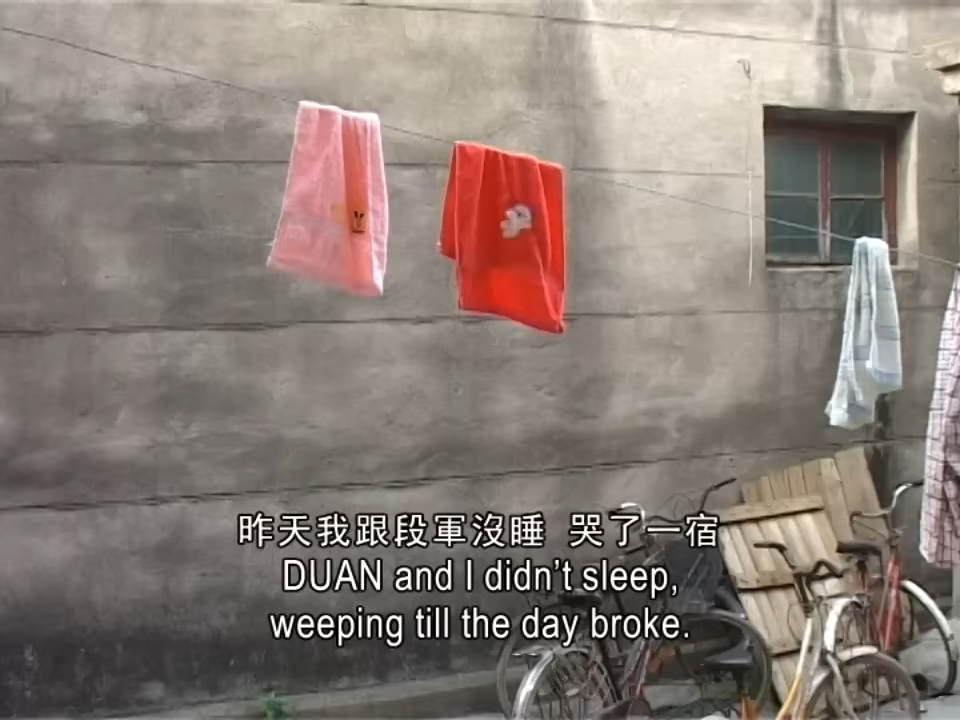 昨天我跟段軍沒睡 哭了一宿
DUAN and I didn't sleep,
weeping till the day broke.